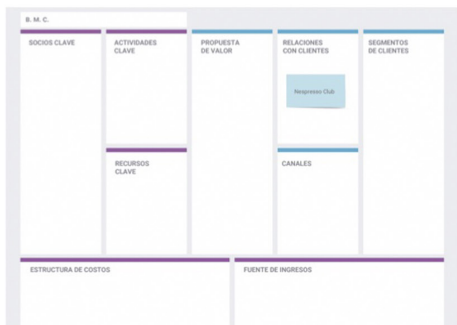 B. M. C.
SOCIOS CLAVE
ACTIVIDADES
CLAVE
RECURSOS
CLAVE
PROPUESTA
DE VALOR
RELACIONES
CON CLIENTES
Nespresso Club
CANALES
SEGMENTOS
DE CLIENTES
ESTRUCTURA DE COSTOS
FUENTE DE INGRESOS